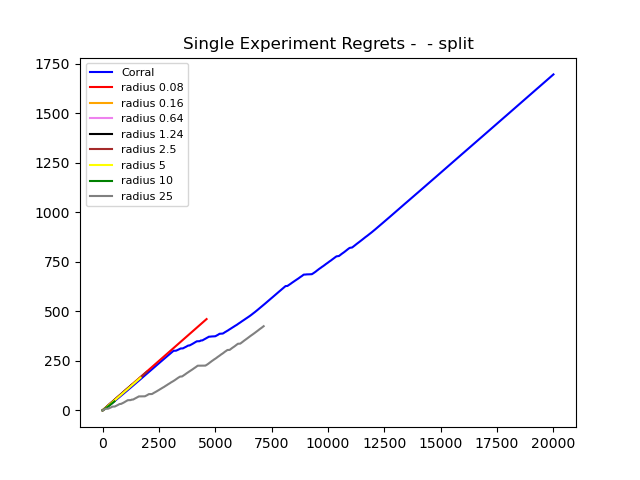 Single Experiment Regrets -  - split
1750
1500
1250
1000
750
500
250
0
Corral
radius 0.08
radius 0.16
radius 0.64
radius 1.24
radius 2.5
radius 5
radius 10
radius 25
0 2500 5000 7500 10000 12500 15000 17500 20000